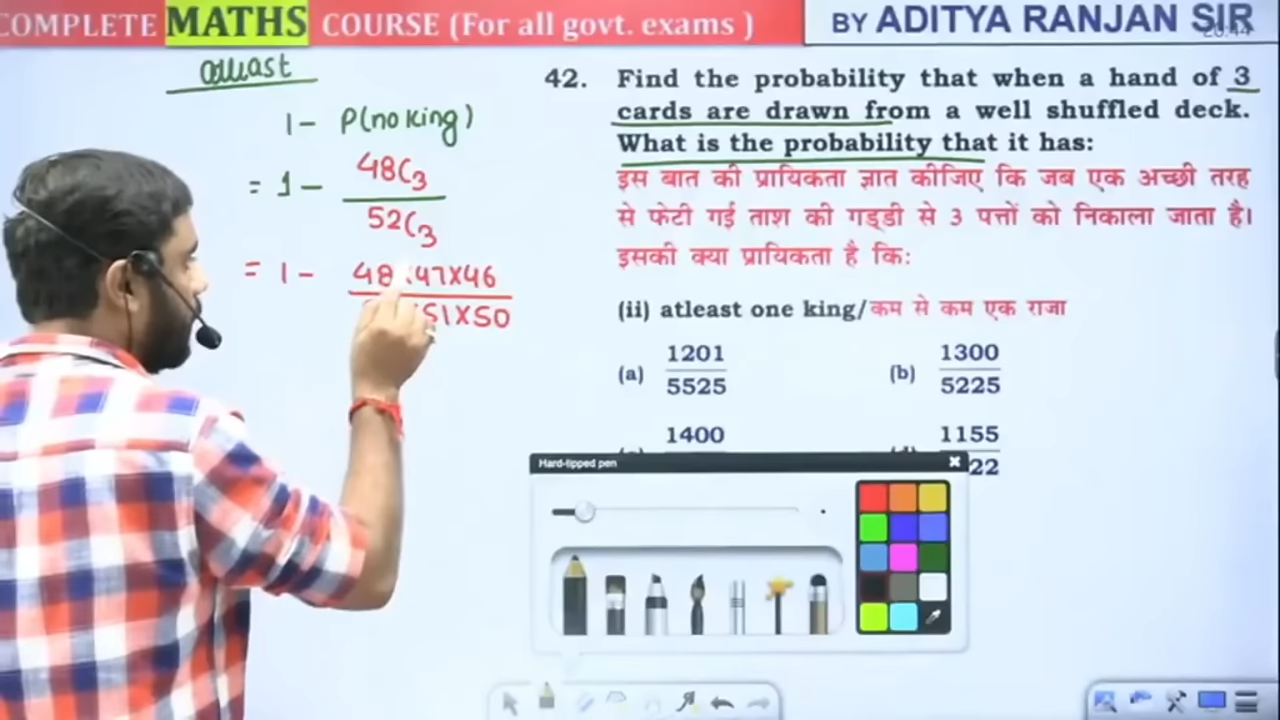 COMPLETE MATHS COURSE (For all govt. exams )
BY ADITYA RANJAN SIR
atleast
1 - P(no king)
= 1 - 48C3
52C3
= 1 - 48 47x46
51x50
42. Find the probability that when a hand of 3
cards are drawn from a well shuffled deck.
What is the probability that it has:
इस बात की प्रायिकता ज्ञात कीजिए कि जब एक अच्छी तरह
से फेटी गई ताश की गड्डी से 3 पत्तों को निकाला जाता है।
इसकी क्या प्रायिकता है कि:
(ii) atleast one king/कम से कम एक राजा
(a) 1201
5525
(b) 1300
5225
1400
1155
22
Hard-tipped pen